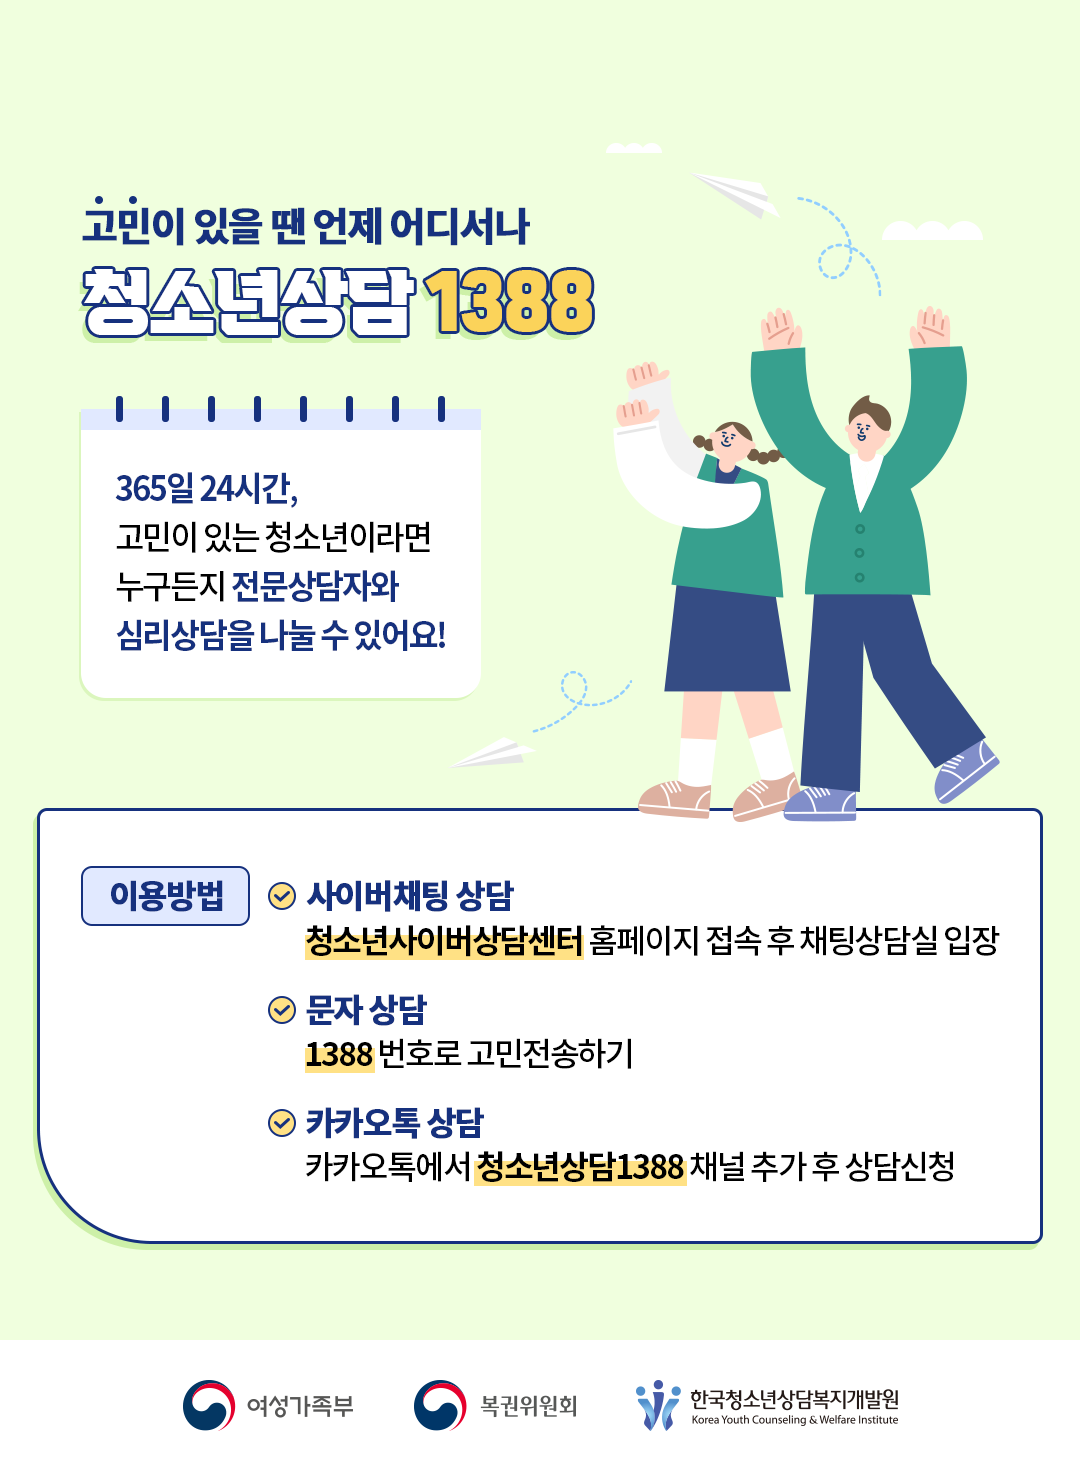 고민이 있을 땐 언제 어디서나
청소년상담 1388
365일 24시간,
고민이 있는 청소년이라면
누구든지 전문상담자와
심리상담을 나눌 수 있어요!
이용방법
사이버채팅 상담
청소년사이버상담센터 홈페이지 접속 후 채팅상담실 입장
문자 상담
1388 번호로 고민전송하기
카카오톡 상담
카카오톡에서 청소년상담1388 채널 추가 후 상담신청
여성가족부
복권위원회
한국청소년상담복지개발원
Korea Youth Counseling & Welfare Institute